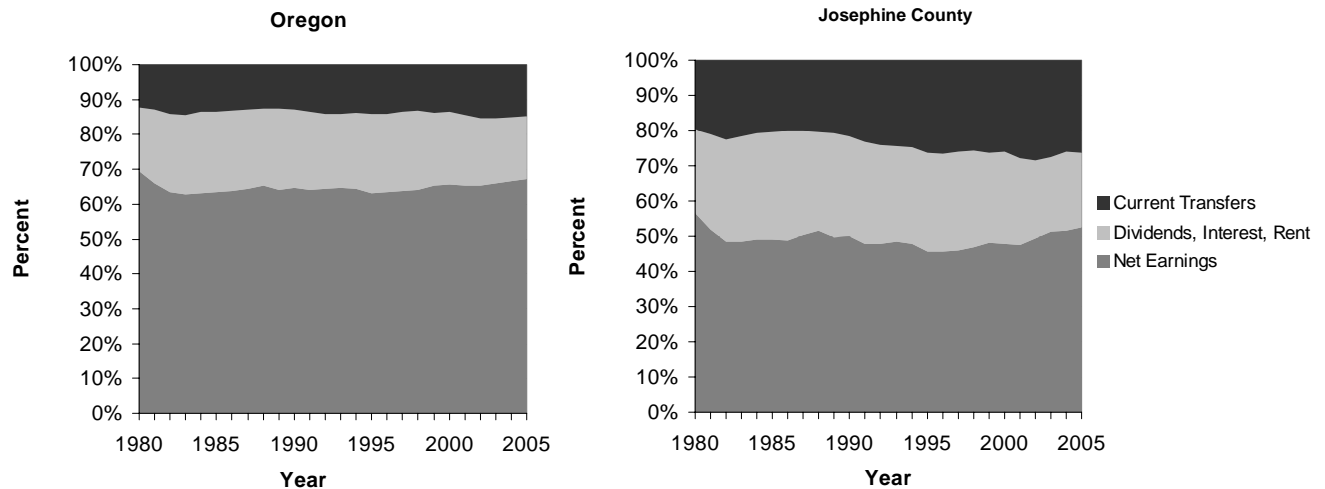 Oregon
100%
90%
80%
70%
60%
50%
40%
30%
20%
10%
0%
Percent
1980 1985 1990 1995 2000 2005
Year
Josephine County
100%
90%
80%
70%
60%
50%
40%
30%
20%
10%
0%
Percent
1980 1985 1990 1995 2000 2005
Year
Current Transfers
Dividends, Interest, Rent
Net Earnings